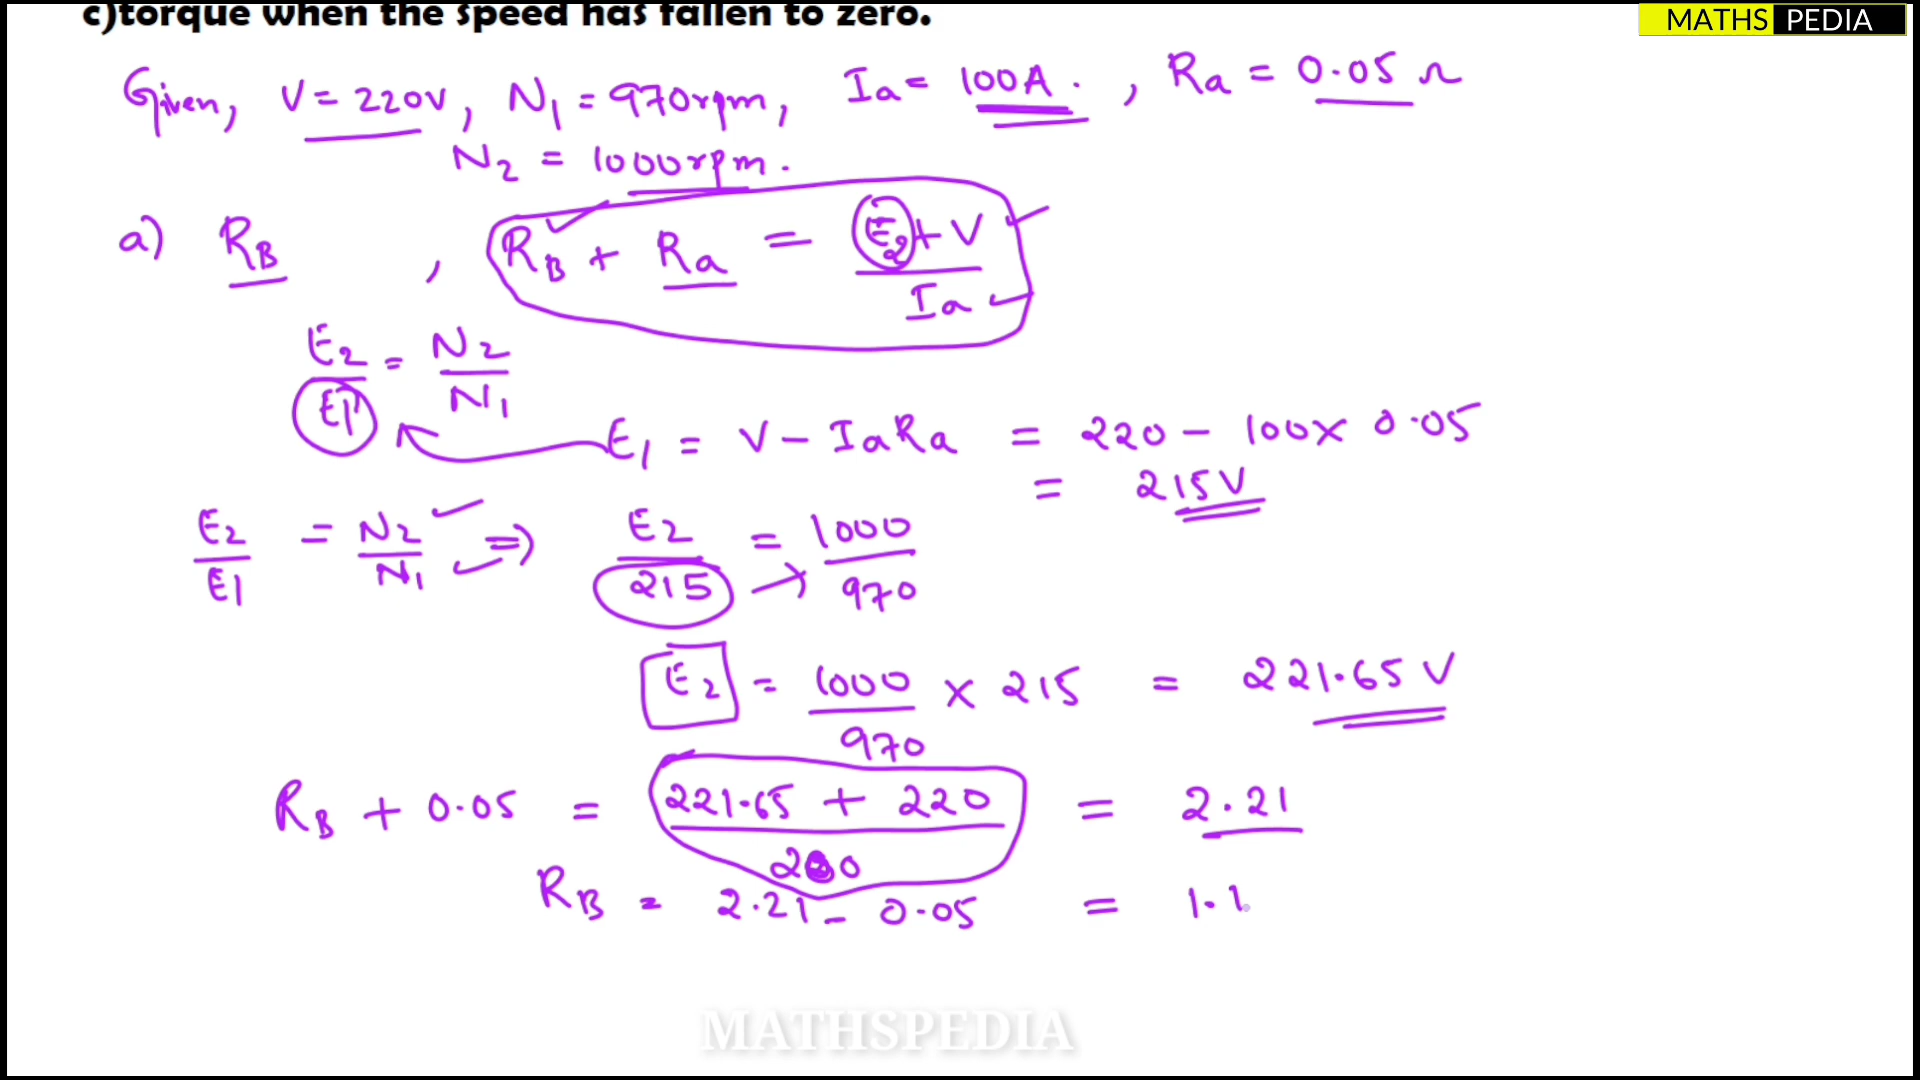 c)torque when the speed has fallen to zero.
MATHS PEDIA
Given, V = 220V, N1 = 970rpm, Ia = 100A. , Ra = 0.05 Ω
N2 = 1000rpm.
a) RB , RB + Ra = E2 + V / Ia
E2 / E1 = N2 / N1
E1 = V - IaRa = 220 - 100 x 0.05
= 215V
E2 / E1 = N2 / N1 => E2 / 215 = 1000 / 970
E2 = 1000 / 970 x 215 = 221.65 V
RB + 0.05 = 221.65 + 220 / 200 = 2.21
RB = 2.21 - 0.05 = 1.1
MATHSPEDIA